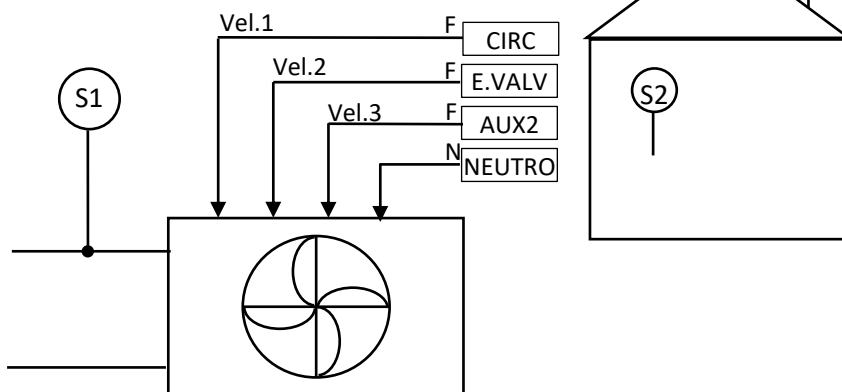 Vel.1 F CIRC
Vel.2 F E.VALV
S1 S2
Vel.3 F AUX2
N NEUTRO